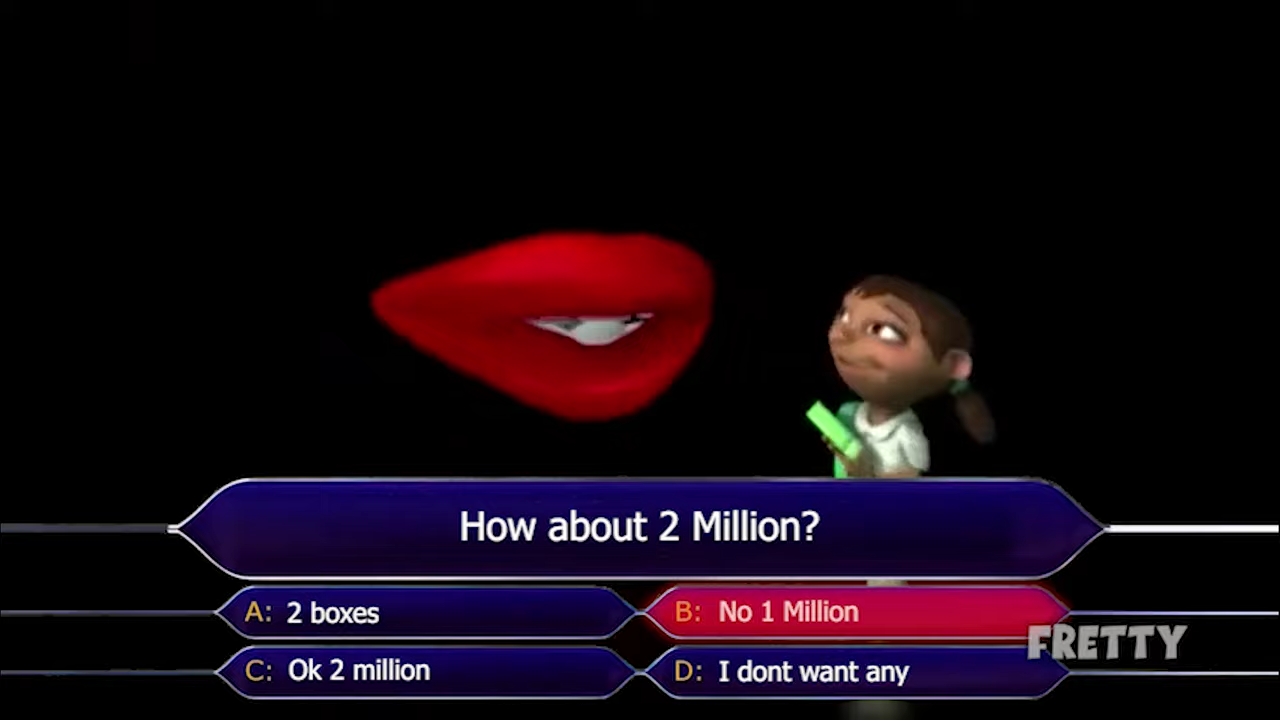 How about 2 Million?
A: 2 boxes
B: No 1 Million
C: Ok 2 million
D: I dont want any
FRETTY